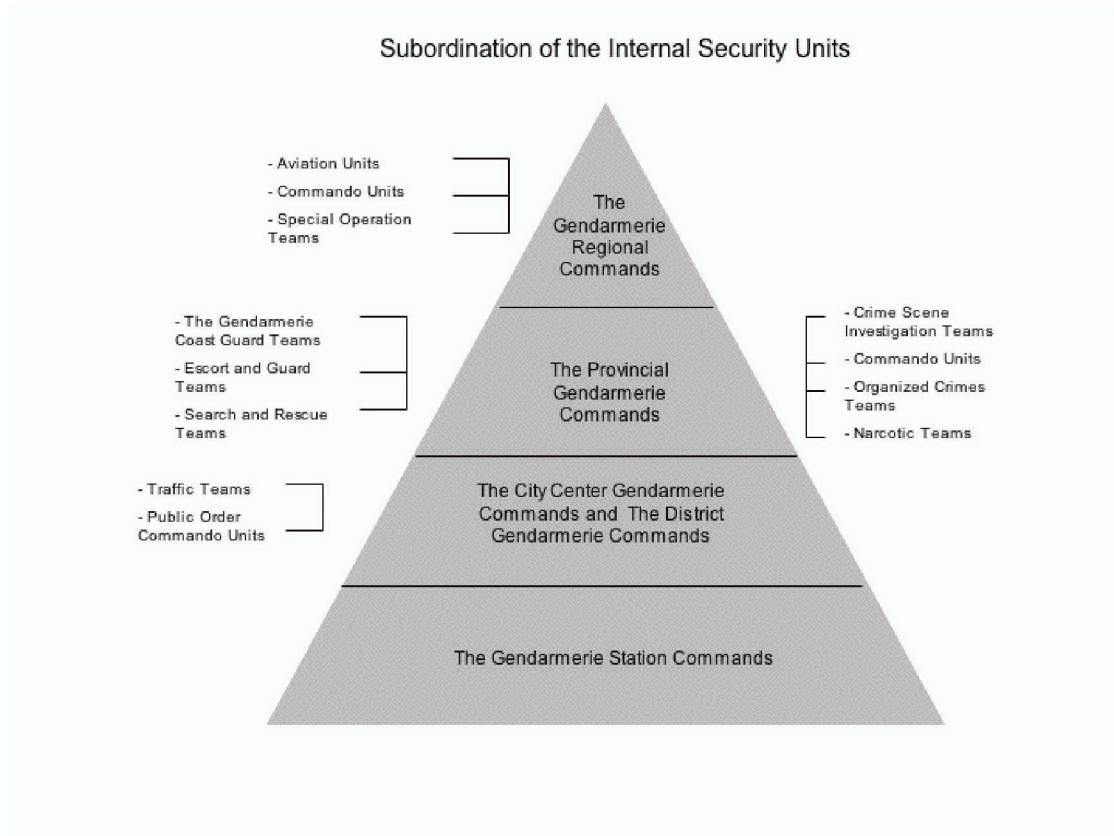 Subordination of the Internal Security Units
- Aviation Units
- Commando Units
- Special Operation
Teams
The
Gendarmerie
Regional
Commands
- The Gendarmerie
Coast Guard Teams
- Escort and Guard
Teams
- Search and Rescue
Teams
The Provincial
Gendarmerie
Commands
- Crime Scene
Investigation Teams
- Commando Units
- Organized Crimes
Teams
- Narcotic Teams
- Traffic Teams
- Public Order
Commando Units
The City Center Gendarmerie
Commands and The District
Gendarmerie Commands
The Gendarmerie Station Commands